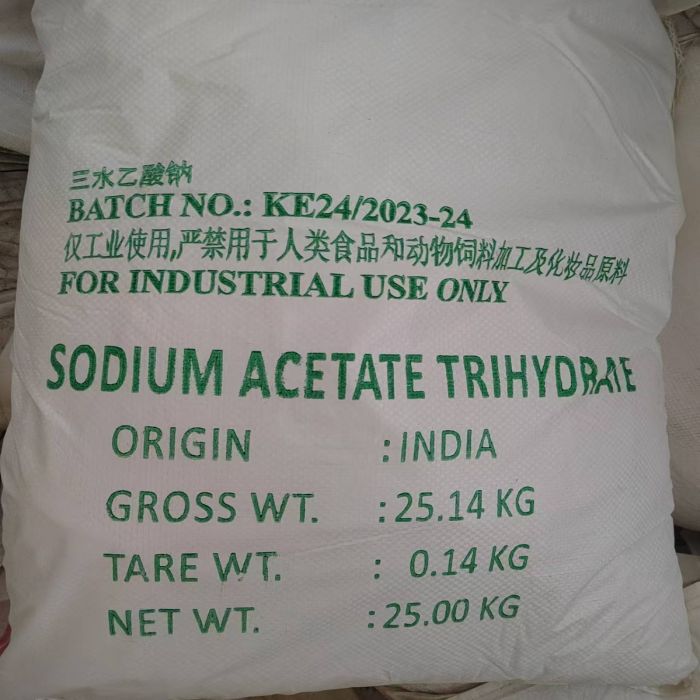 三水乙酸钠
BATCH NO.: KE24/2023-24
仅工业使用,严禁用于人类食品和动物饲料加工及化妆品原料
FOR INDUSTRIAL USE ONLY
SODIUM ACETATE TRIHYDRATE
ORIGIN : INDIA
GROSS WT. : 25.14 KG
TARE WT. : 0.14 KG
NET WT. : 25.00 KG